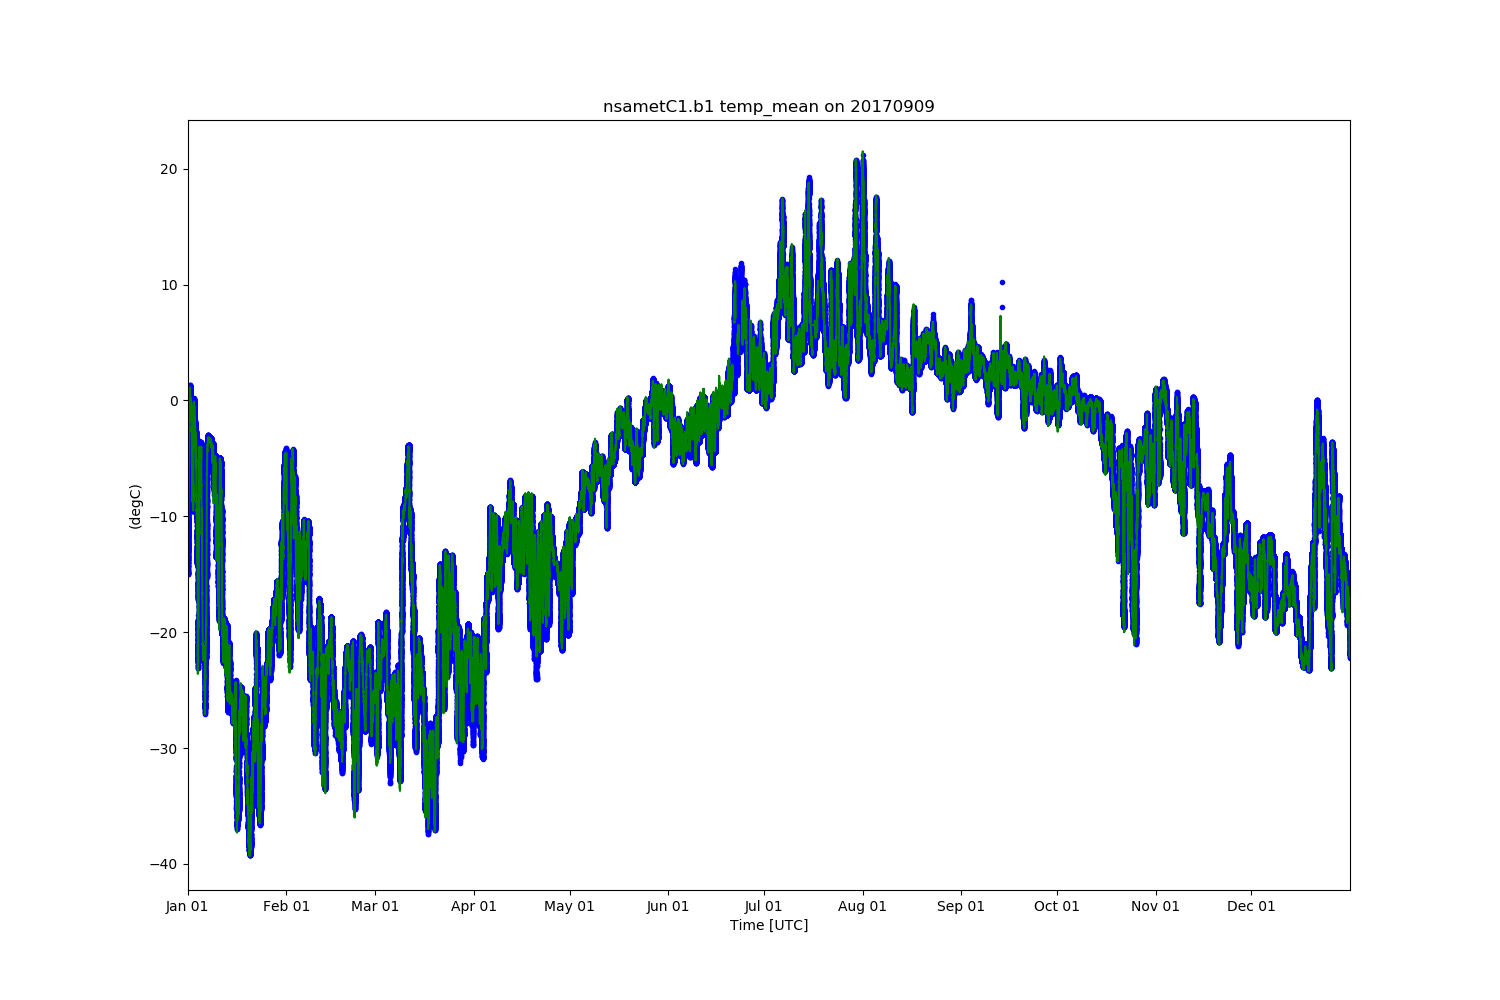 nsametC1.b1 temp_mean on 20170909
20
10
0
−10
−20
−30
−40
(degC)
Jan 01 Feb 01 Mar 01 Apr 01 May 01 Jun 01 Jul 01 Aug 01 Sep 01 Oct 01 Nov 01 Dec 01
Time [UTC]